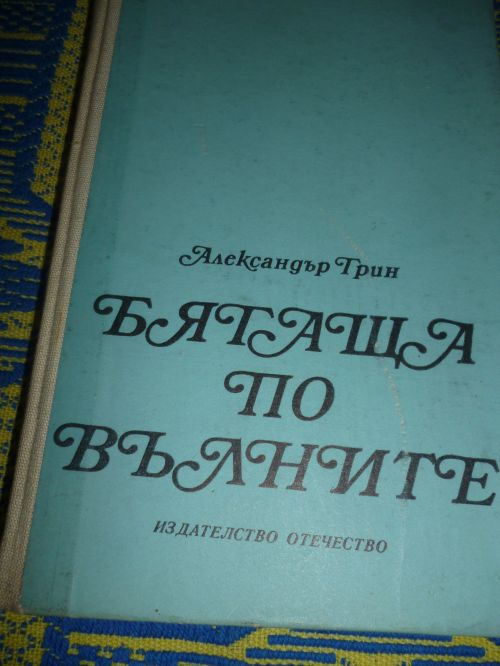 Александър Грин
БЯГАЩА
ПО
ВЪЛНИТЕ
ИЗДАТЕЛСТВО ОТЕЧЕСТВО